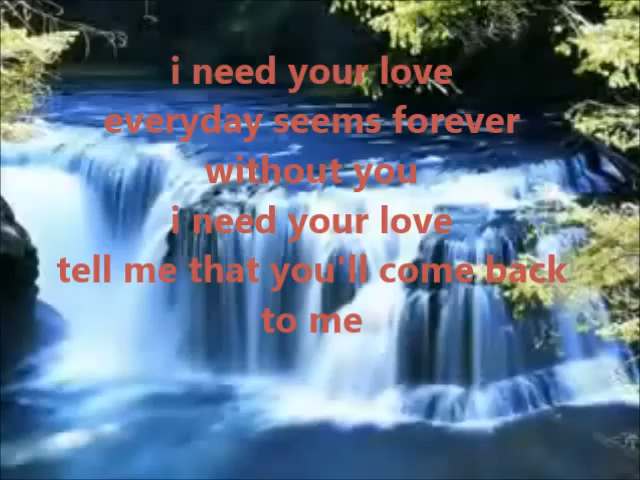 i need your love
everyday seems forever
without you
i need your love
tell me that you'll come back
to me